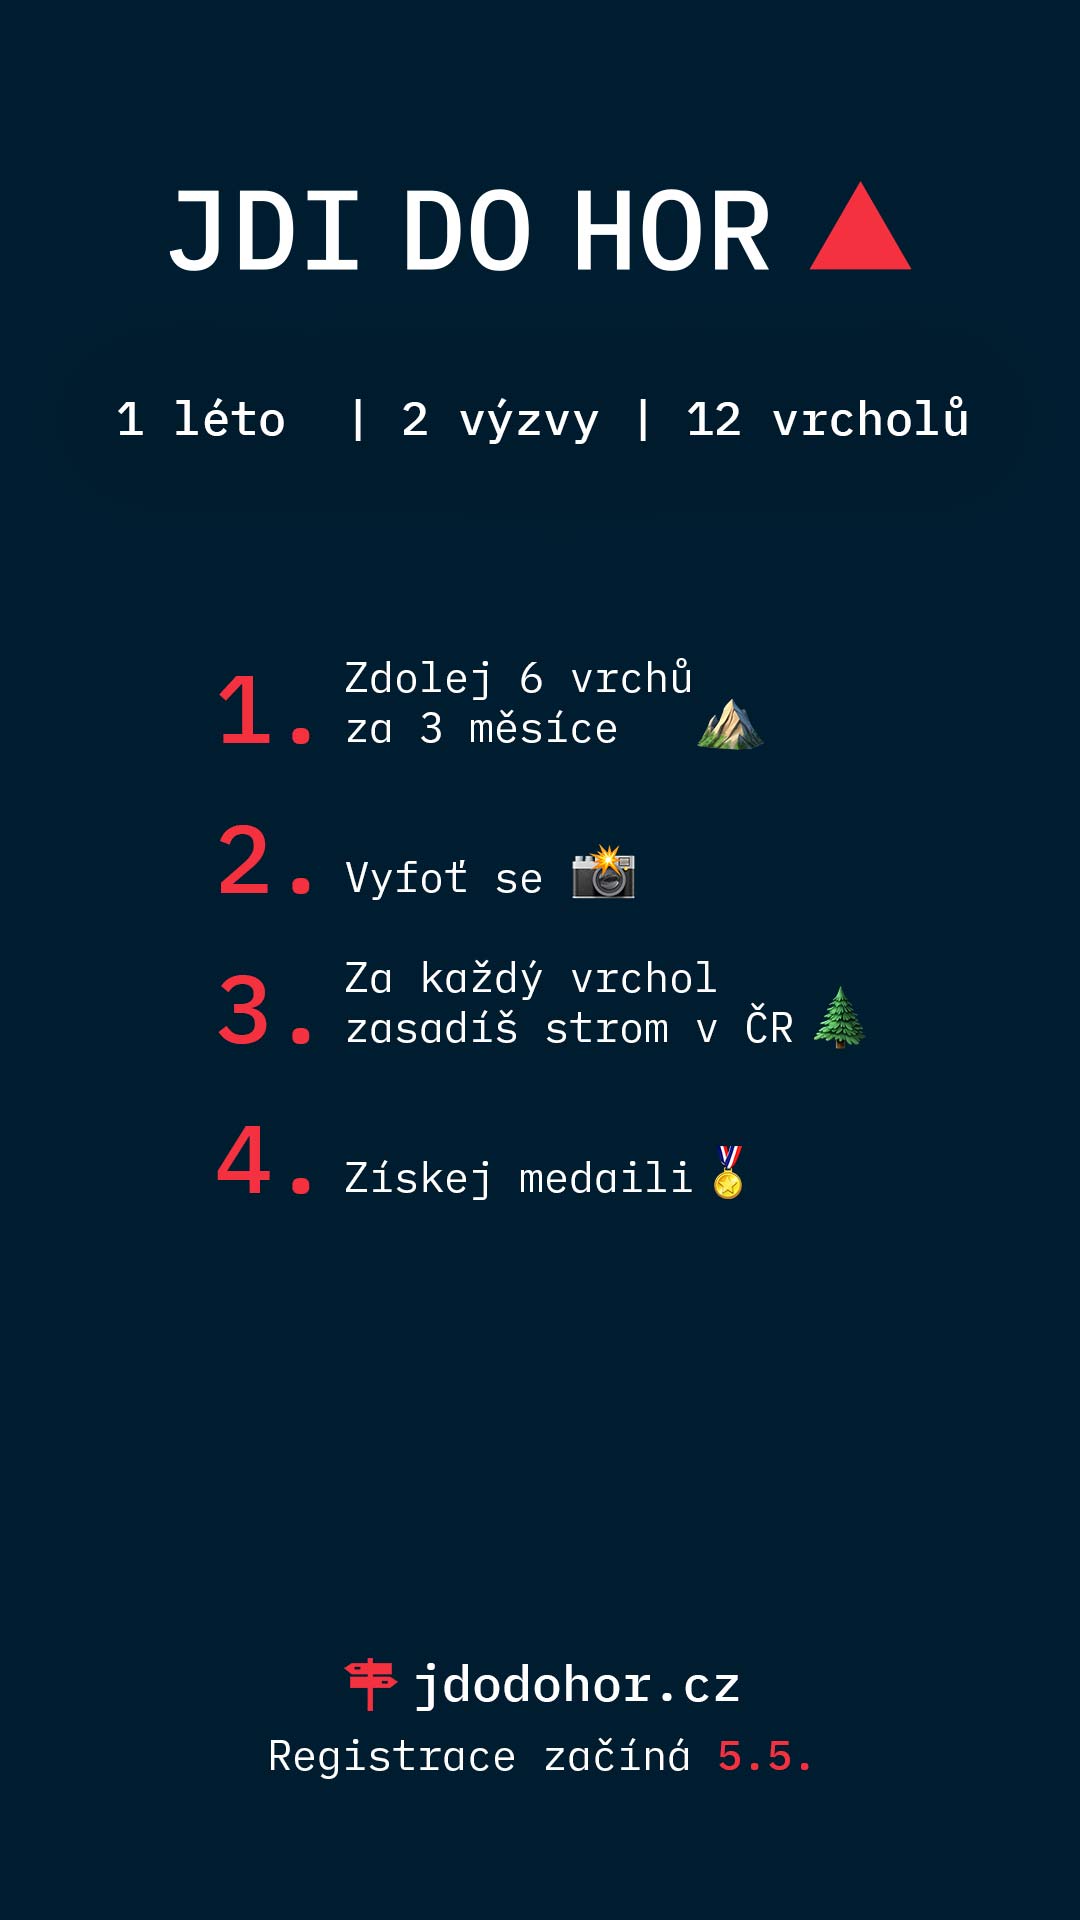 JDI DO HOR
1 léto | 2 výzvy | 12 vrcholů
1. Zdolej 6 vrchů
za 3 měsíce
2. Vyfoť se
3. Za každý vrchol
zasadíš strom v ČR
4. Získej medaili
jdodohor.cz
Registrace začíná 5.5.